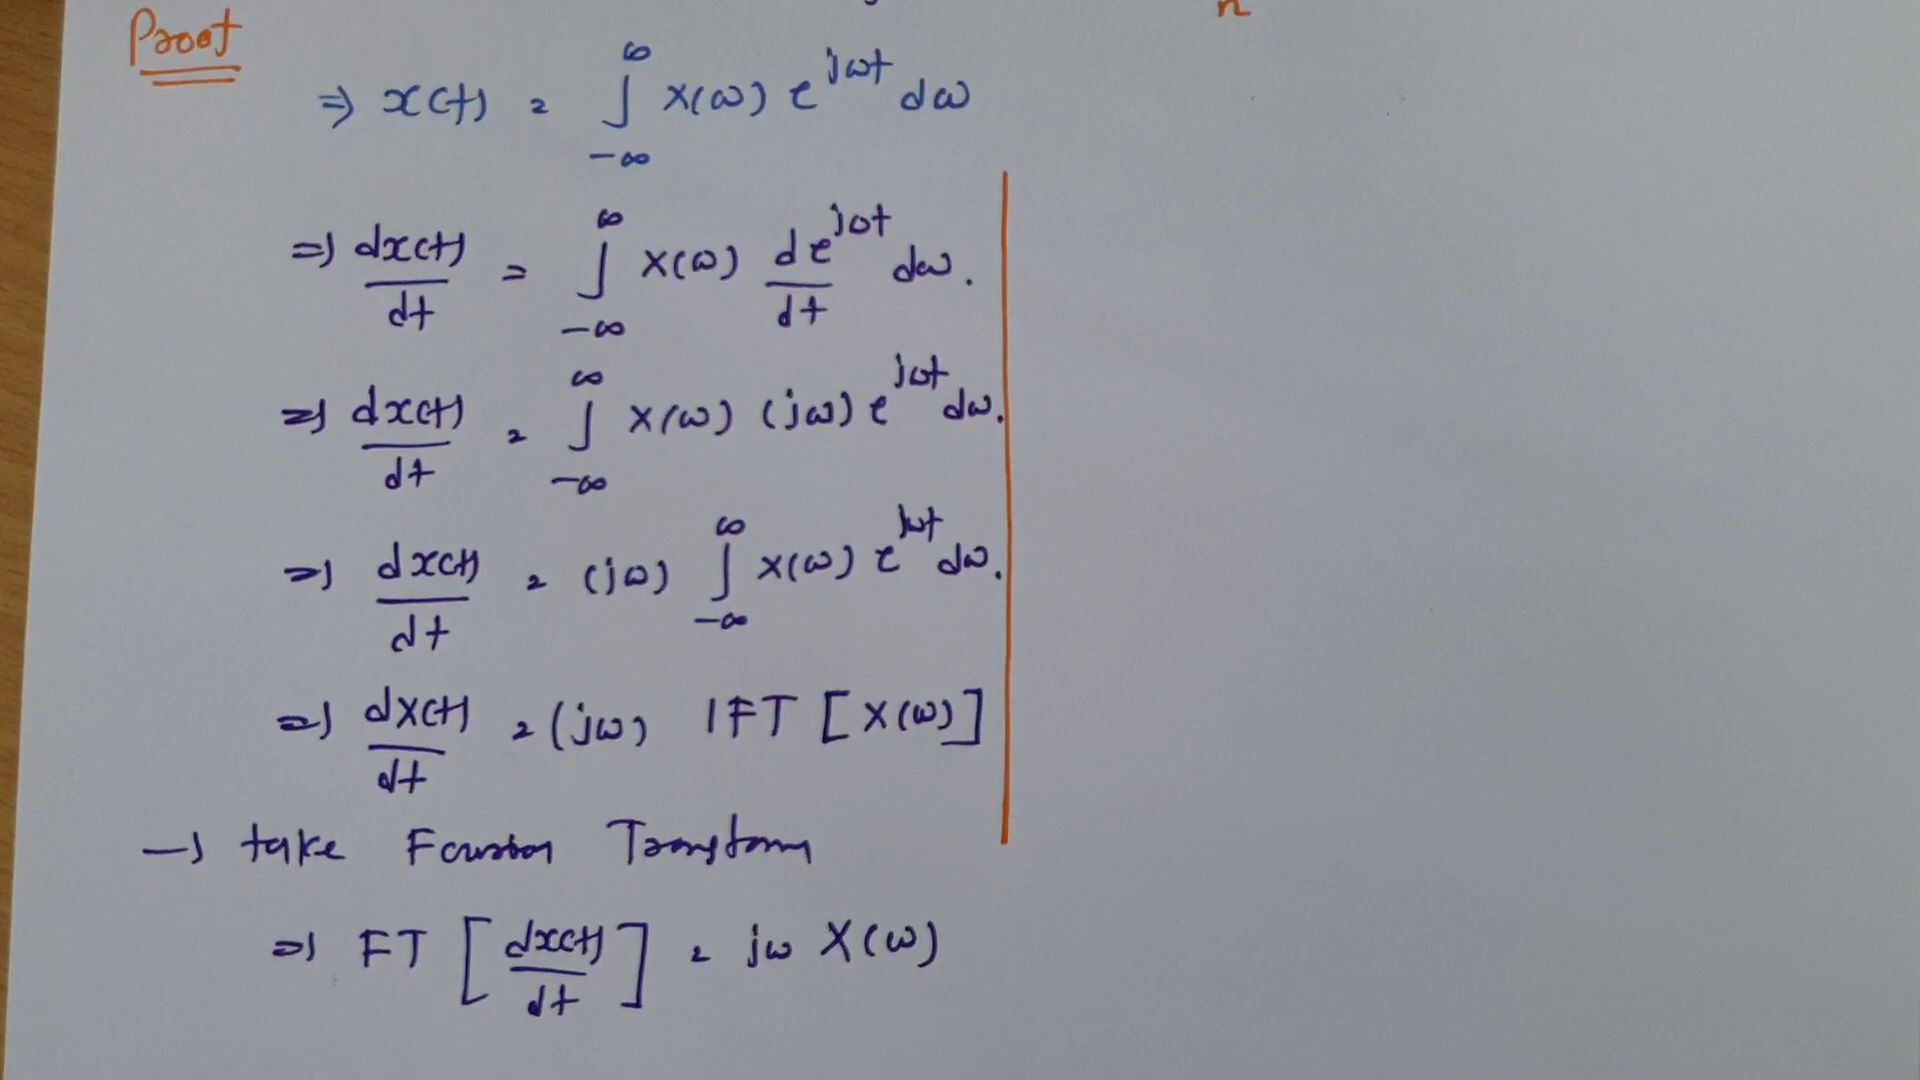 n
Proof
⇒ x(t) = ∫_{-∞}^{∞} X(ω) e^{jωt} dω
⇒ dx(t)/dt = ∫_{-∞}^{∞} X(ω) de^{jωt}/dt dω.
⇒ dx(t)/dt = ∫_{-∞}^{∞} X(ω) (jω) e^{jωt} dω.
⇒ dx(t)/dt = (jω) ∫_{-∞}^{∞} X(ω) e^{jωt} dω.
⇒ dx(t)/dt = (jω) IFT [X(ω)]
→ take Fourier Transform
⇒ FT [dx(t)/dt] = jω X(ω)